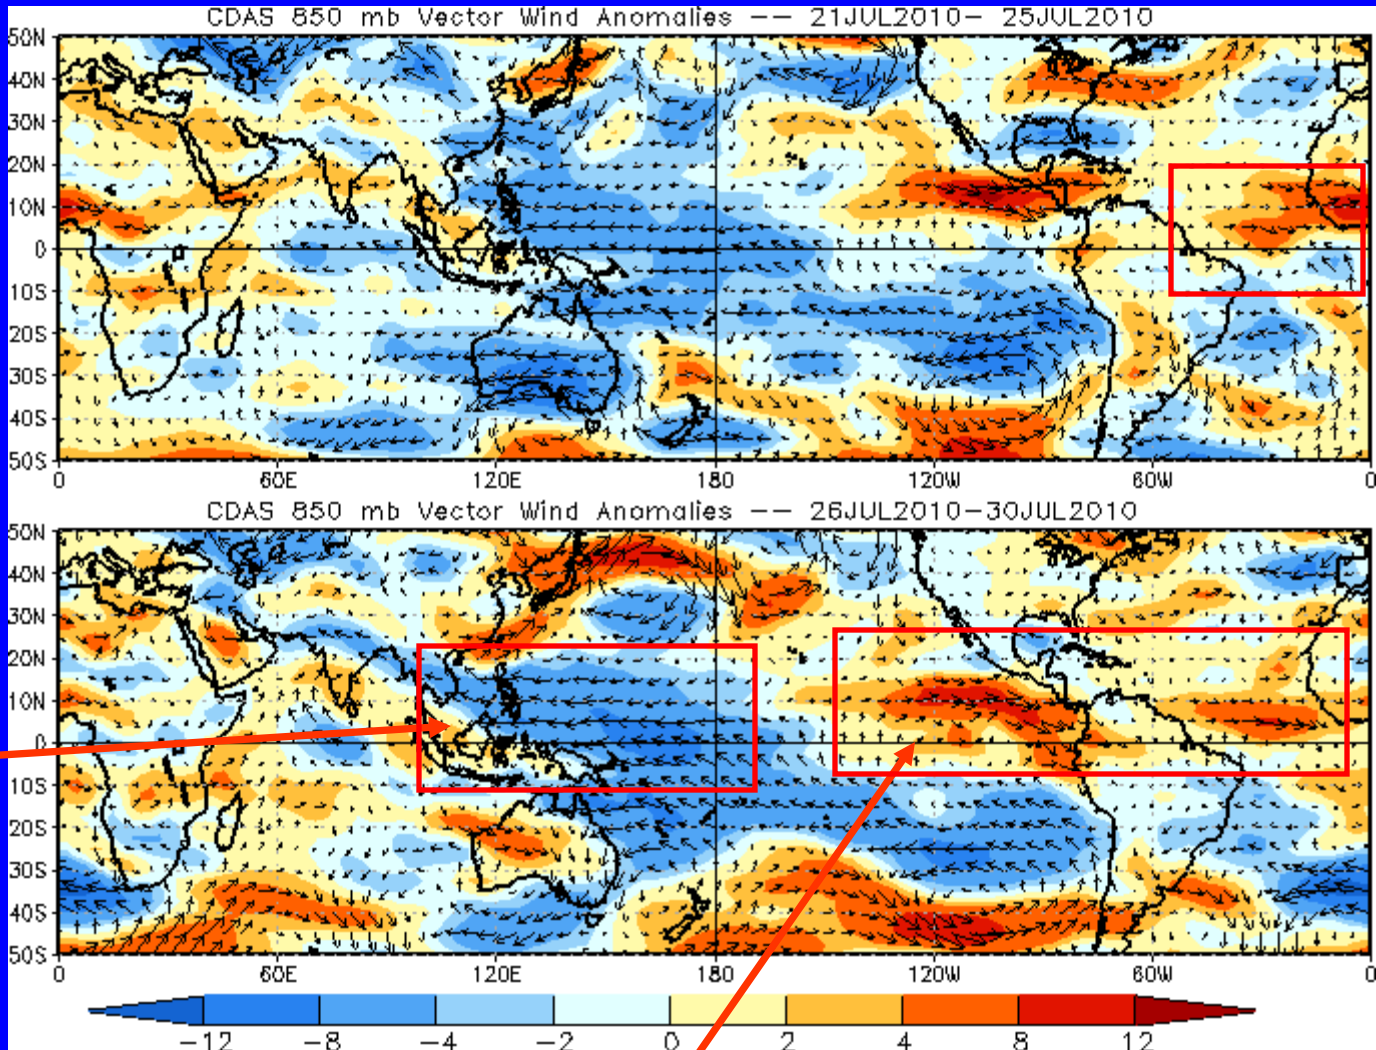 CDAS 850 mb Vector Wind Anomalies -- 21JUL2010- 25JUL2010
50N
40N
30N
20N
10N
0
10S
20S
30S
40S
50S
0 60E 120E 180 120W 60W 0
CDAS 850 mb Vector Wind Anomalies -- 26JUL2010-30JUL2010
50N
40N
30N
20N
10N
0
10S
20S
30S
40S
50S
0 60E 120E 180 120W 60W 0
-12 -8 -4 -2 0 2 4 8 12